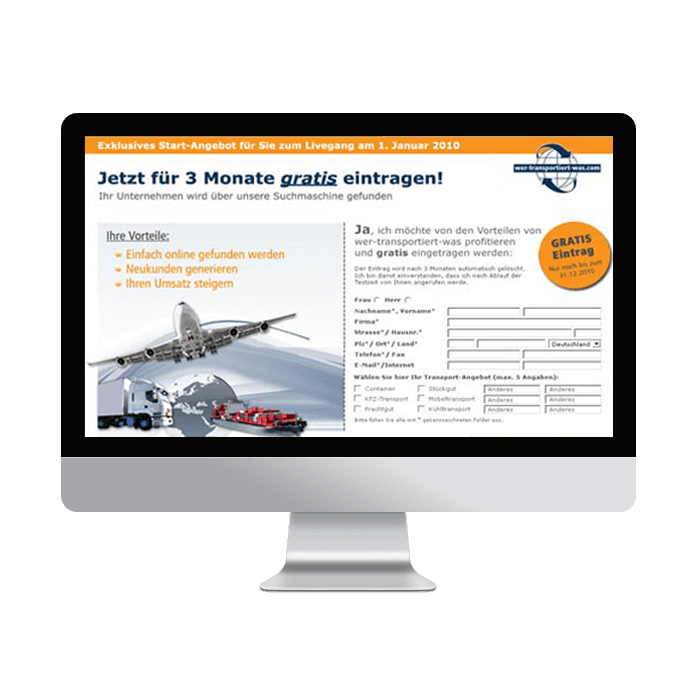 Exklusives Start-Angebot für Sie zum Livegang am 1. Januar 2010
wer-transportiert-was.com
Jetzt für 3 Monate gratis eintragen!
Ihr Unternehmen wird über unsere Suchmaschine gefunden
Ihre Vorteile:
Einfach online gefunden werden
Neukunden generieren
Ihren Umsatz steigern
Ja, ich möchte von den Vorteilen von
wer-transportiert-was profitieren
und gratis eingetragen werden:
GRATIS
Eintrag
Nur noch bis zum
01.12.2010
Der Eintrag wird nach 3 Monaten automatisch gelöscht.
Ich bin damit einverstanden, dass ich nach Ablauf der
Testzeit von Ihnen angerufen werde.
Frau Herr
Nachname*, Vorname*
Firma*
Strasse*/ Hausnr.*
Plz*/ Ort*/ Land* Deutschland
Telefon*/ Fax
E-Mail*/Internet
Wählen Sie hier Ihr Transport-Angebot (max. 5 Angaben):
Container Stückgut Anderes Anderes
KFZ-Transport Möbeltransport Anderes Anderes
Frachtgut Kühltransport Anderes Anderes
Bitte füllen Sie alle mit * gekennzeichneten Felder aus.